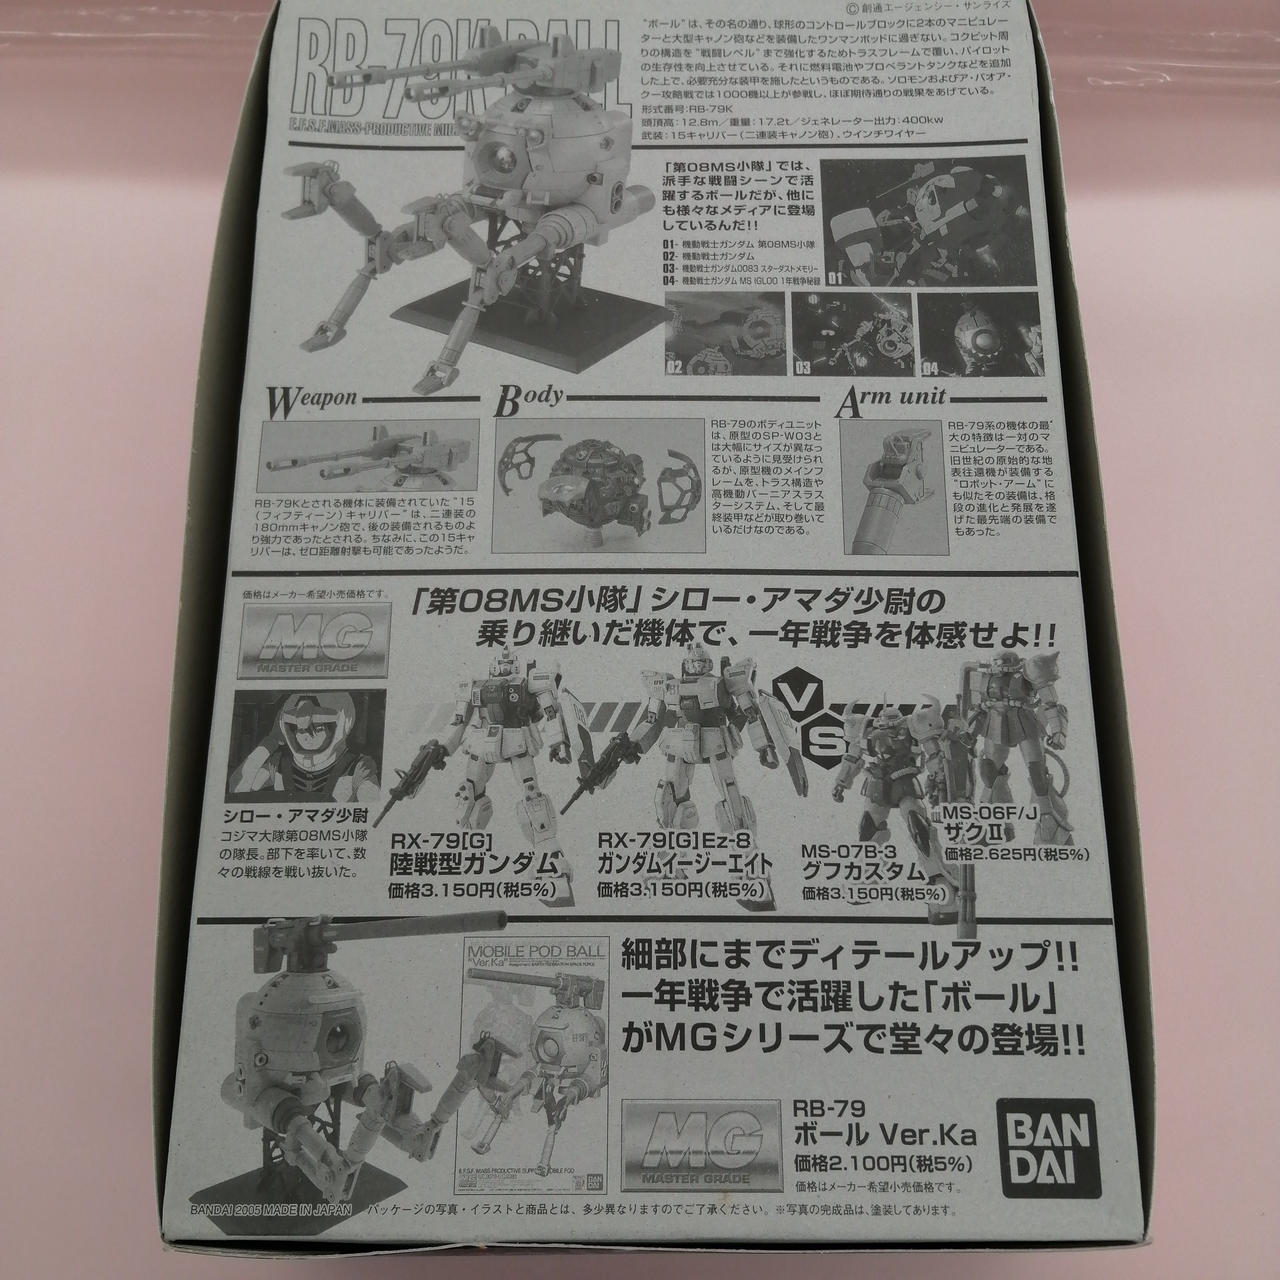 ©創通エージェンシー・サンライズ
RB-79K BALL
E.F.S.F. MASS-PRODUCTIVE
"ボール"は、その名の通り、球形のコントロールブロックに2本のマニピュレー
ターと大型キャノン砲などを装備したワンマンポッドに過ぎない。コクピット周
りの構造を"戦闘レベル"まで強化するためトラスフレームで覆い、パイロット
の生存性を向上させている。それに燃料電池やプロペラントタンクなどを追加
した上で、必要充分な装甲を施したというものである。ソロモンおよびア・バオア・
クー攻略戦では1000機以上が参戦し、ほぼ期待通りの戦果をあげている。
形式番号:RB-79K
頭頂高:12.8m/重量:17.2t/ジェネレーター出力:400kw
武装:15キャリバー(二連装キャノン砲)、ウインチワイヤー
「第08MS小隊」では、
派手な戦闘シーンで活
躍するボールだが、他に
も様々なメディアに登場
しているんだ!!
01- 機動戦士ガンダム 第08MS小隊
02- 機動戦士ガンダム
03- 機動戦士ガンダム0083 スターダストメモリー
04- 機動戦士ガンダム MS IGLOO 1年戦争秘録
01
02
03
04
Weapon
RB-79Kとされる機体に装備されていた"15
(フィフティーン)キャリバー"は、二連装の
180mmキャノン砲で、後の装備されるものよ
り強力であったとされる。ちなみに、この15キャ
リバーは、ゼロ距離射撃も可能であったようだ。
Body
RB-79のボディユニット
は、原型のSP-W03と
は大幅にサイズが異なっ
ているように見受けられ
るが、原型機のメインフ
レームを、トラス構造や
高機動バーニアスラス
ターシステム、そして最
終装甲などが取り巻いて
いるだけなのである。
Arm unit
RB-79系の機体の最
大の特徴は一対のマ
ニピュレーターである。
旧世紀の原始的な地
表往還機が装備する
"ロボット・アーム"に
も似たその装備は、格
段の進化と発展を遂
げた最先端の装備で
もあった。
価格はメーカー希望小売価格です。
MG
MASTER GRADE
「第08MS小隊」シロー・アマダ少尉の
乗り継いだ機体で、一年戦争を体感せよ!!
シロー・アマダ少尉
コジマ大隊第08MS小隊
の隊長。部下を率いて、数
々の戦線を戦い抜いた。
RX-79[G]
陸戦型ガンダム
価格3.150円(税5%)
RX-79[G]Ez-8
ガンダムイージーエイト
価格3.150円(税5%)
VS
MS-07B-3
グフカスタム
価格3.150円(税5%)
MS-06F/J
ザクⅡ
価格2.625円(税5%)
MOBILE POD BALL
"Ver.Ka"
細部にまでディテールアップ!!
一年戦争で活躍した「ボール」
がMGシリーズで堂々の登場!!
MG
MASTER GRADE
RB-79
ボール Ver.Ka
価格2.100円(税5%)
価格はメーカー希望小売価格です。
BAN
DAI
BANDAI 2005 MADE IN JAPAN
パッケージの写真・イラストと商品とは、多少異なりますのでご了承ください。※写真の完成品は、塗装してあります。